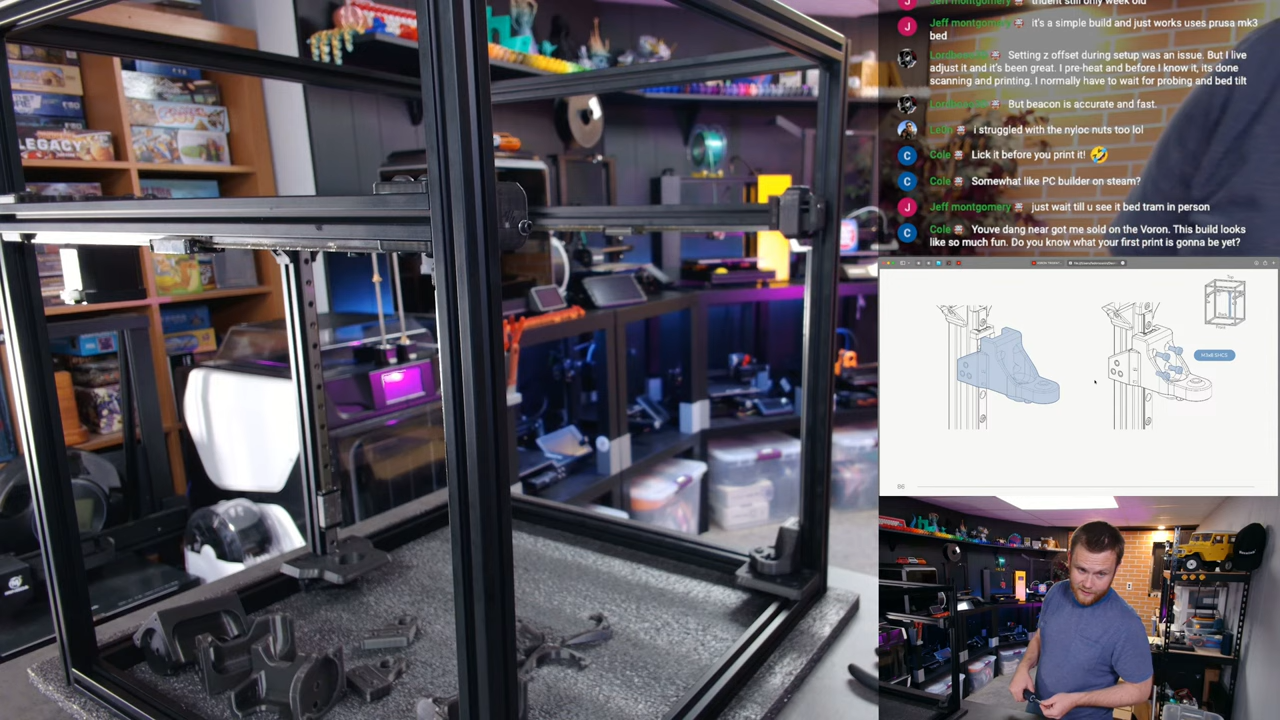 LEGACY
Jeff montgomery trident still only week old
Jeff montgomery it's a simple build and just works uses prusa mk3
bed
Setting z offset during setup was an issue. But I live
adjust it and it's been great. I pre-heat and before I know it, its done
scanning and printing. I normally have to wait for probing and bed tilt
But beacon is accurate and fast.
i struggled with the nyloc nuts too lol
Cole Lick it before you print it! 🤣
Cole Somewhat like PC builder on steam?
Jeff montgomery just wait till u see it bed tram in person
Cole Youve dang near got me sold on the Voron. This build looks
like so much fun. Do you know what your first print is gonna be yet?
M3x8 SHCS
86